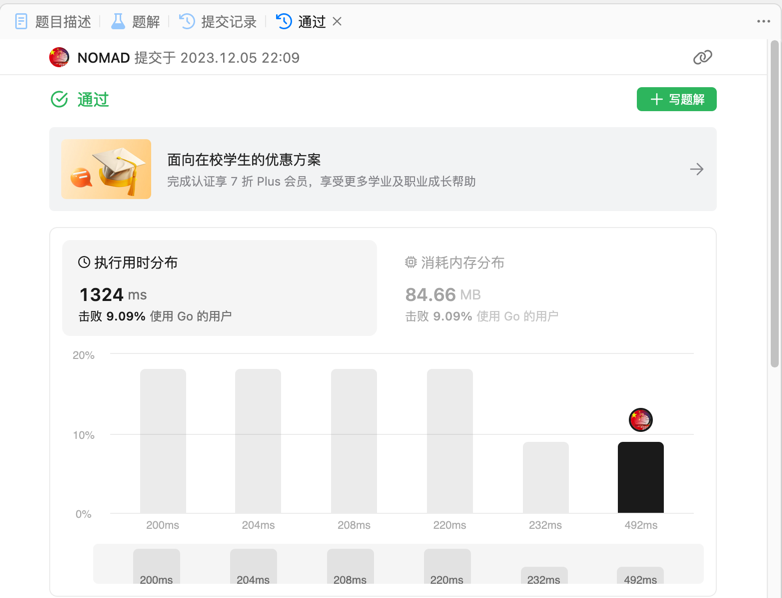 题目描述 题解 提交记录 通过
NOMAD 提交于 2023.12.05 22:09
通过 写题解
面向在校学生的优惠方案
完成认证享 7 折 Plus 会员，享受更多学业及职业成长帮助
执行用时分布 消耗内存分布
1324 ms 84.66 MB
击败 9.09% 使用 Go 的用户 击败 9.09% 使用 Go 的用户
20%
10%
0%
200ms 204ms 208ms 220ms 232ms 492ms
200ms 204ms 208ms 220ms 232ms 492ms